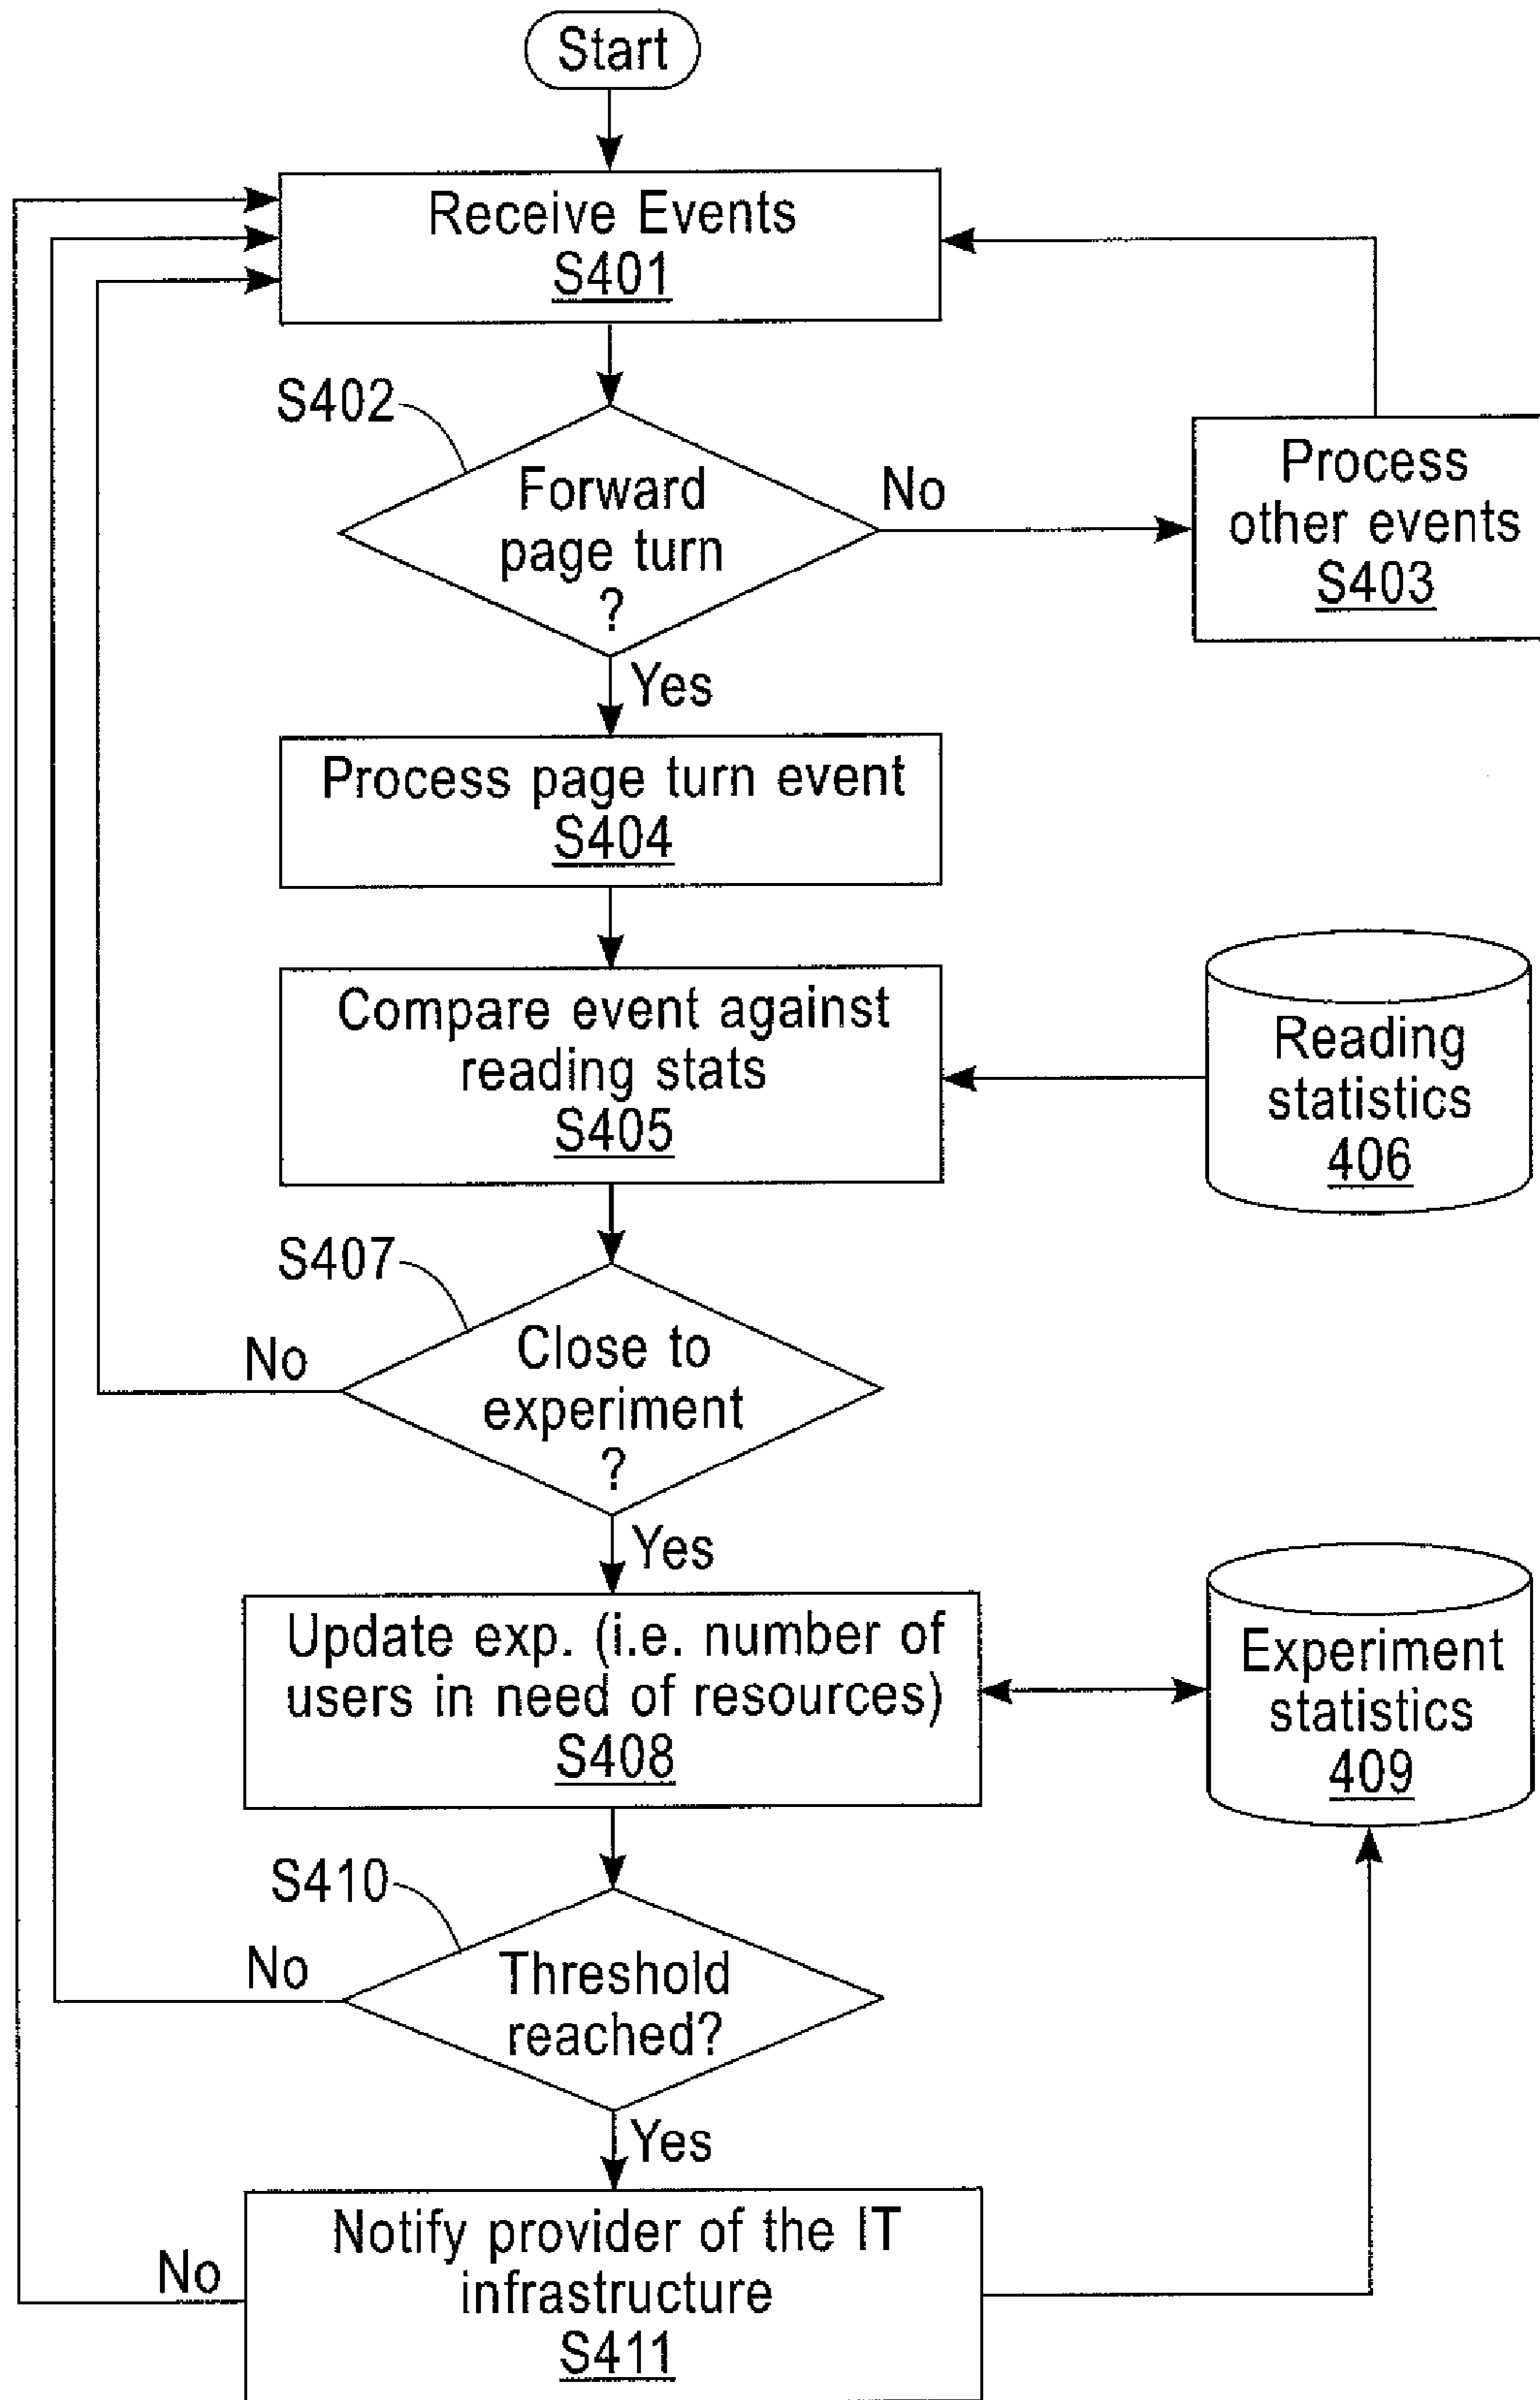 Start
Receive Events
S401
S402
Forward
page turn
?
No
Process
other events
S403
Yes
Process page turn event
S404
Compare event against
reading stats
S405
Reading
statistics
406
S407
Close to
experiment
?
No
Yes
Update exp. (i.e. number of
users in need of resources)
S408
Experiment
statistics
409
S410
Threshold
reached?
No
Yes
Notify provider of the IT
infrastructure
S411
No